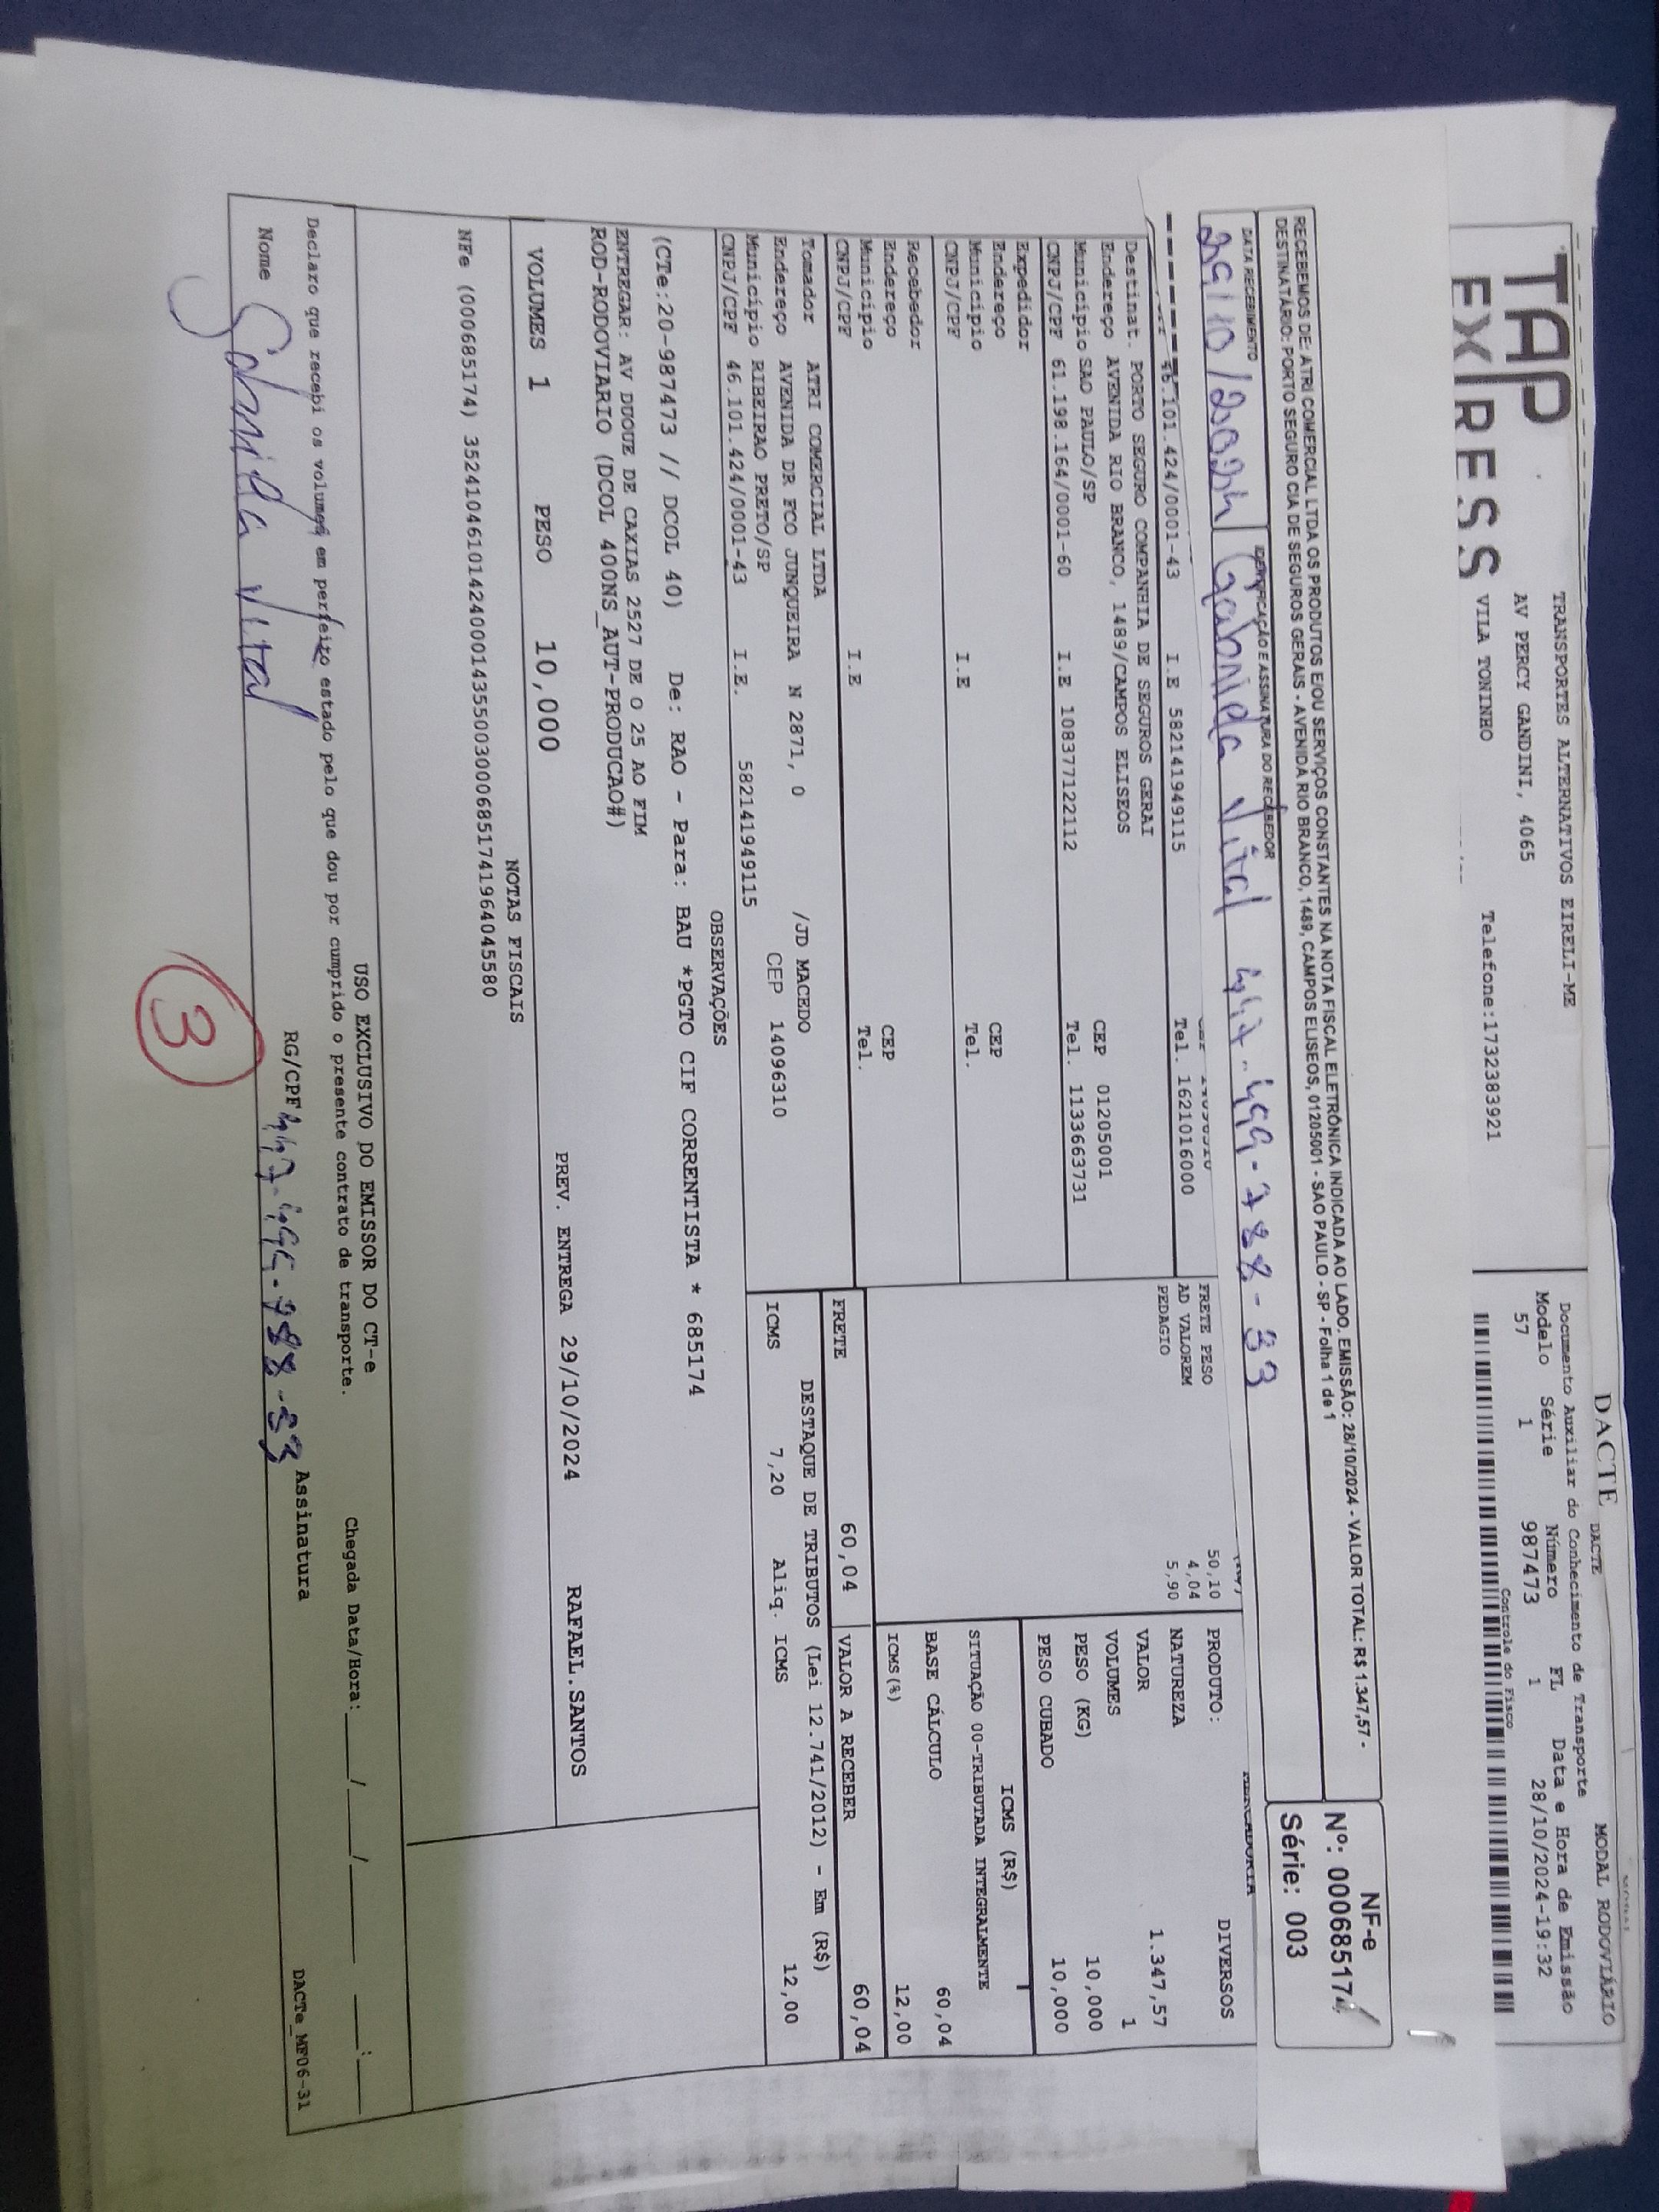 TAP
EXPRESS
TRANSPORTES ALTERNATIVOS EIRELI-ME
AV PERCY GANDINI, 4065
VILA TONINHO Telefone:1732383921
DACTE DACTE MODAL RODOVIÁRIO
Documento Auxiliar do Conhecimento de Transporte
Modelo Série Número FL Data e Hora de Emissão
57 1 987473 1 28/10/2024-19:32
Controle do Fisco
RECEBEMOS DE: ATRI COMERCIAL LTDA OS PRODUTOS E/OU SERVIÇOS CONSTANTES NA NOTA FISCAL ELETRÔNICA INDICADA AO LADO. EMISSÃO: 28/10/2024 - VALOR TOTAL: R$ 1.347,57 -
DESTINATÁRIO: PORTO SEGURO CIA DE SEGUROS GERAIS - AVENIDA RIO BRANCO, 1489, CAMPOS ELISEOS, 01205001 - SAO PAULO - SP - Folha 1 de 1
NF-e
Nº: 000685174
Série: 003
DATA RECEBIMENTO IDENTIFICAÇÃO E ASSINATURA DO RECEBEDOR
29/10/2024 Vital 447.499.788-33
46.101.424/0001-43 I.E 582141949115 Tel. 1621016000
Destinat. PORTO SEGURO COMPANHIA DE SEGUROS GERAI
Endereço AVENIDA RIO BRANCO, 1489/CAMPOS ELISEOS CEP 01205001
Município SAO PAULO/SP
CNPJ/CPF 61.198.164/0001-60 I.E 108377122112 Tel. 1133663731
Expedidor
Endereço CEP
Município
CNPJ/CPF I.E Tel.
Recebedor
Endereço CEP
Município
CNPJ/CPF I.E Tel.
FRETE PESO 50,10
AD VALOREM 4,04
PEDAGIO 5,90
PRODUTO: DIVERSOS
NATUREZA
VALOR 1.347,57
VOLUMES 1
PESO (KG) 10,000
PESO CUBADO 10,000
ICMS (R$)
SITUAÇÃO 00-TRIBUTADA INTEGRALMENTE
BASE CÁLCULO 60,04
ICMS(%) 12,00
FRETE 60,04 VALOR A RECEBER 60,04
Tomador ATRI COMERCIAL LTDA
Endereço AVENIDA DR FCO JUNQUEIRA N 2871, 0 /JD MACEDO
Município RIBEIRAO PRETO/SP CEP 14096310
CNPJ/CPF 46.101.424/0001-43 I.E. 582141949115
DESTAQUE DE TRIBUTOS (Lei 12.741/2012) - Em (R$)
ICMS 7,20 Aliq. ICMS 12,00
OBSERVAÇÕES
(CTe:20-987473 // DCOL 40) De: RAO - Para: BAU *PGTO CIF CORRENTISTA * 685174
ENTREGAR: AV DUQUE DE CAXIAS 2527 DE O 25 AO FIM
ROD-RODOVIARIO (DCOL 400NS_AUT-PRODUCAO#)
VOLUMES 1 PESO 10,000 PREV. ENTREGA 29/10/2024 RAFAEL.SANTOS
NOTAS FISCAIS
NFe (000685174) 35241046101424000143550030006851741964045580
USO EXCLUSIVO DO EMISSOR DO CT-e
Declaro que recebi os volumes em perfeito estado pelo que dou por cumprido o presente contrato de transporte. Chegada Data/Hora: ___/___/___ __:__
Nome Vital RG/CPF 447.499.788-33 Assinatura DACTe_MF06-31
3